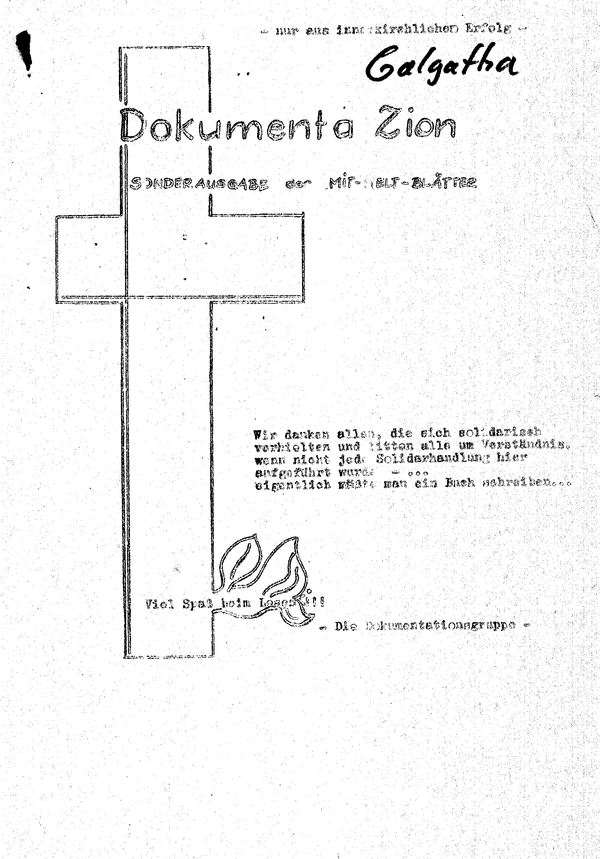 - nur aus innerkirchlichem Erfolg -
Galgatha
Dokumenta Zion
SONDERAUSGABE der MIT-WELT-BLÄTTER
Wir danken allen, die sich solidarisch
verhielten und bitten alle um Verständnis,
wenn nicht jede Solidarhandlung hier
aufgeführt wurde - ...
eigentlich müßte man ein Buch schreiben...
Viel Spaß beim Lesen!!!
- Die Dokumentationsgruppe -